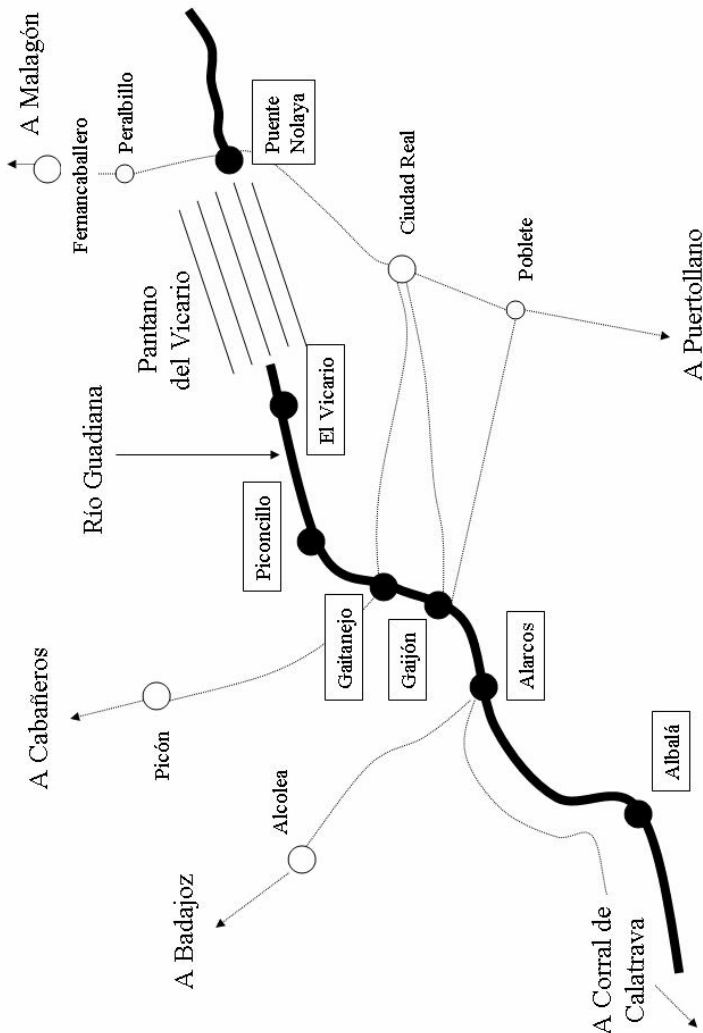 A Malagón
Fernancaballero
Peralbillo
Puente
Nolaya
Pantano
del Vicario
Río Guadiana
El Vicario
Piconcillo
Ciudad Real
Poblete
A Puertollano
A Cabañeros
Picón
Gaitanejo
Gaijón
Alarcos
A Badajoz
Alcolea
Albalá
A Corral de
Calatrava